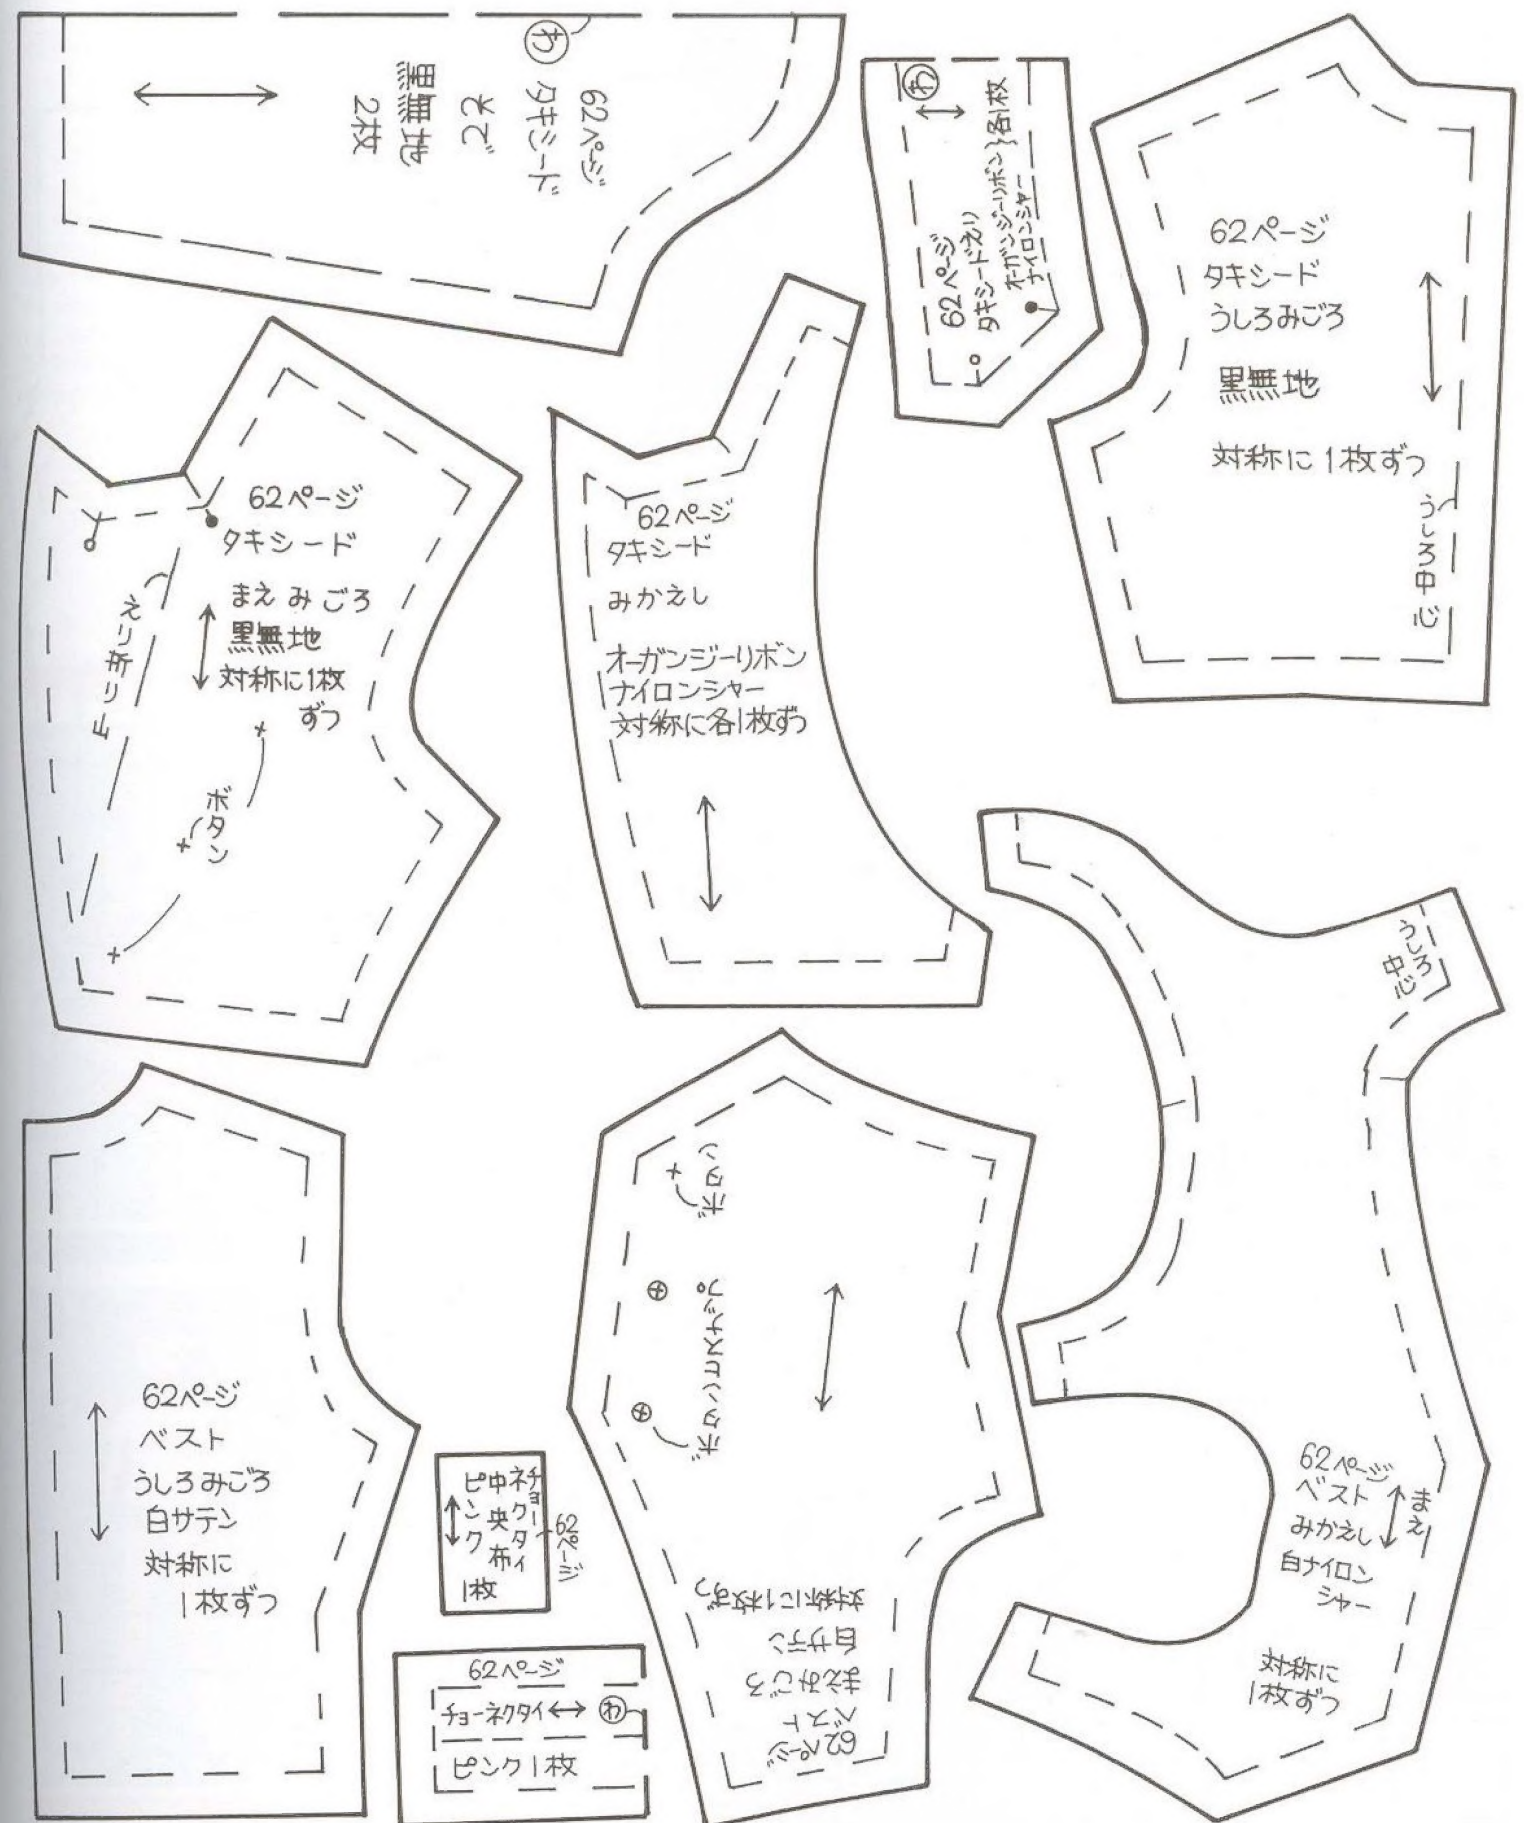 わ
62ページ
タキシード
そで
黒無地
2枚
わ
62ページ
タキシードえり
オーガンジーリボン
ナイロンシャー
各1枚
62ページ
タキシード
うしろみごろ
黒無地
対称に1枚ずつ
うしろ中心
62ページ
タキシード
まえみごろ
黒無地
対称に1枚
ずつ
えり折り山
ボタン
62ページ
タキシード
みかえし
オーガンジーリボン
ナイロンシャー
対称に各1枚ずつ
うしろ
中心
62ページ
ベスト
みかえし
白ナイロン
シャー
まえ
対称に
1枚ずつ
62ページ
ベスト
うしろみごろ
白サテン
対称に
1枚ずつ
チョー
ネクタイ
中央布
ピンク
1枚
62ページ
62ページ
チョーネクタイ
わ
ピンク1枚
ボタン
ボタンとスナップ
62ページ
ベスト
まえみごろ
白サテン
対称に1枚ずつ